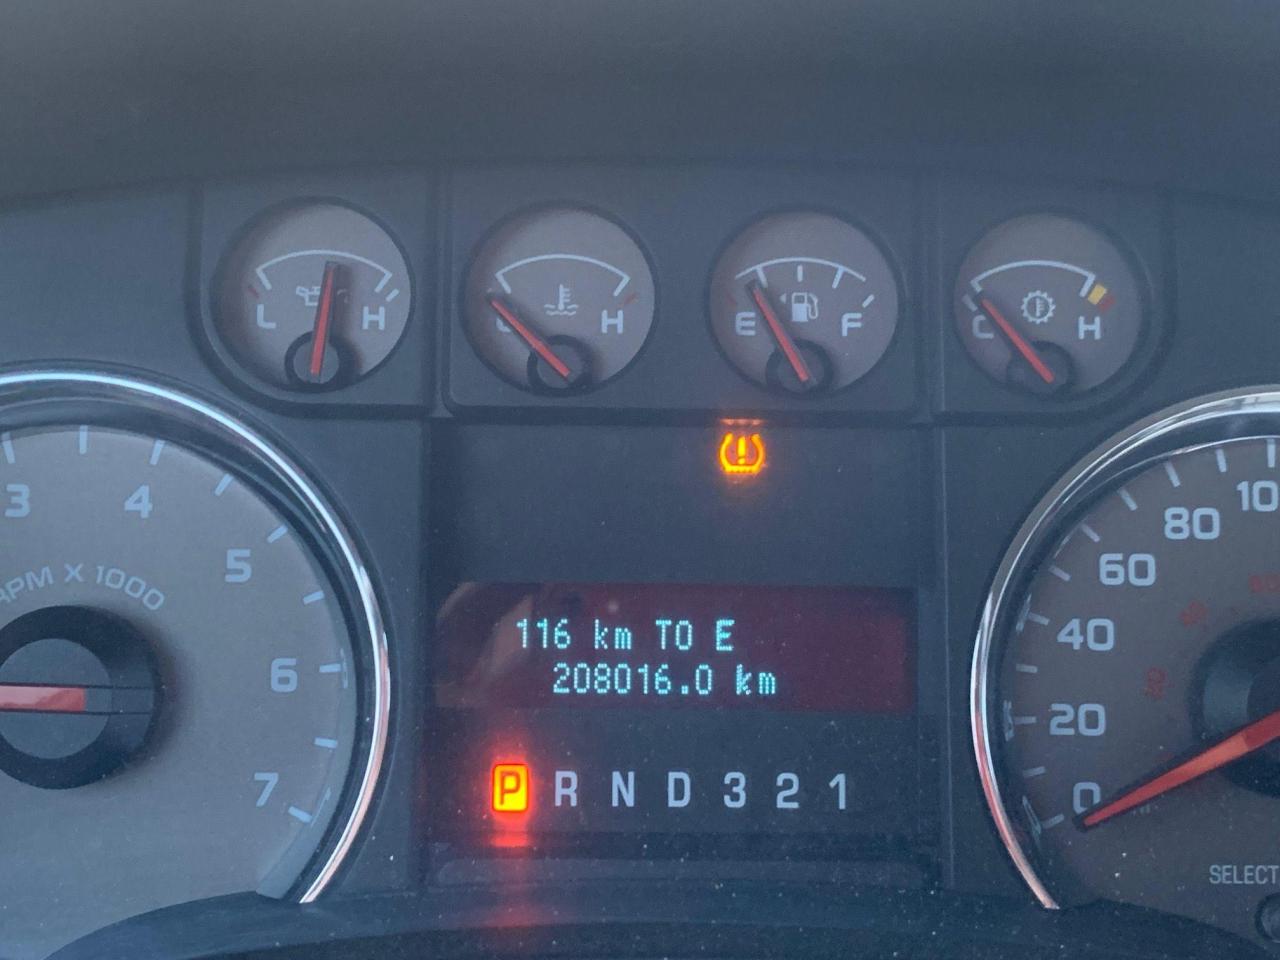 L H
H
E F
C H
3 4 5 6 7
RPM X 1000
116 km TO E
208016.0 km
P R N D 3 2 1
0 20 40 60 80
SELECT